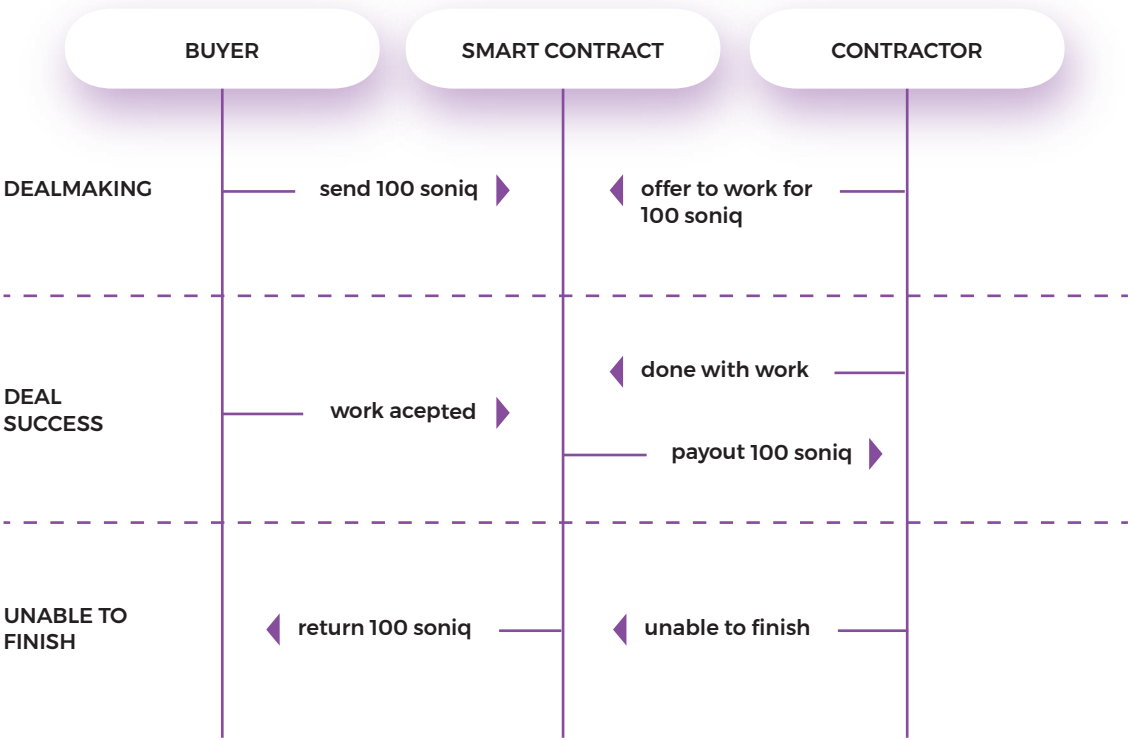 BUYER
SMART CONTRACT
CONTRACTOR
DEALMAKING
send 100 soniq
offer to work for
100 soniq
done with work
DEAL
SUCCESS
work acepted
payout 100 soniq
UNABLE TO
FINISH
return 100 soniq
unable to finish